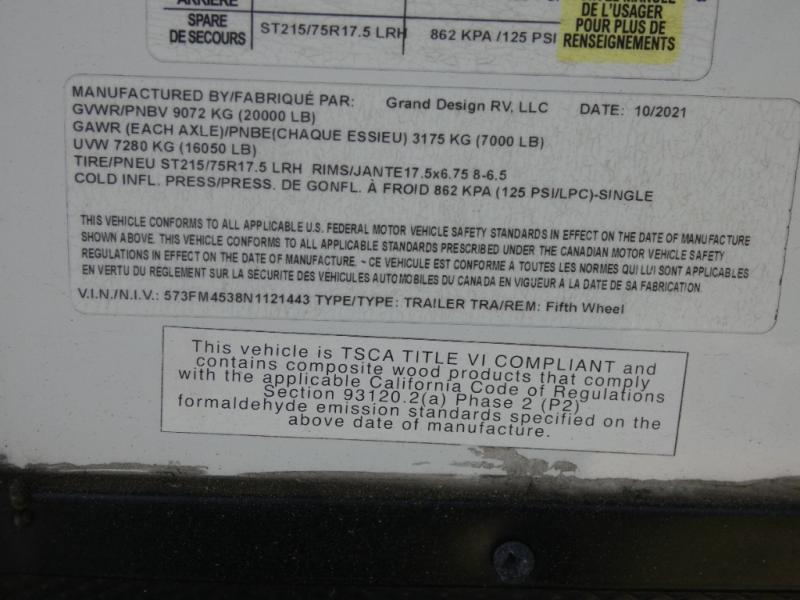 ARRIÈRE
SPARE
DE SECOURS
ST215/75R17.5 LRH
862 KPA /125 PSI
DE L'USAGER
POUR PLUS DE
RENSEIGNEMENTS
MANUFACTURED BY/FABRIQUÉ PAR: Grand Design RV, LLC DATE: 10/2021
GVWR/PNBV 9072 KG (20000 LB)
GAWR (EACH AXLE)/PNBE(CHAQUE ESSIEU) 3175 KG (7000 LB)
UVW 7280 KG (16050 LB)
TIRE/PNEU ST215/75R17.5 LRH RIMS/JANTE17.5x6.75 8-6.5
COLD INFL. PRESS/PRESS. DE GONFL. À FROID 862 KPA (125 PSI/LPC)-SINGLE
THIS VEHICLE CONFORMS TO ALL APPLICABLE U.S. FEDERAL MOTOR VEHICLE SAFETY STANDARDS IN EFFECT ON THE DATE OF MANUFACTURE
SHOWN ABOVE. THIS VEHICLE CONFORMS TO ALL APPLICABLE STANDARDS PRESCRIBED UNDER THE CANADIAN MOTOR VEHICLE SAFETY
REGULATIONS IN EFFECT ON THE DATE OF MANUFACTURE. ~ CE VEHICULE EST CONFORME À TOUTES LES NORMES QUI LUI SONT APPLICABLES
EN VERTU DU REGLEMENT SUR LA SÉCURITE DES VEHICULES AUTOMOBILES DU CANADA EN VIGUEUR A LA DATE DE SA FABRICATION.
V.I.N./N.I.V.: 573FM4538N1121443 TYPE/TYPE: TRAILER TRA/REM: Fifth Wheel
This vehicle is TSCA TITLE VI COMPLIANT and
contains composite wood products that comply
with the applicable California Code of Regulations
Section 93120.2(a) Phase 2 (P2)
formaldehyde emission standards specified on the
above date of manufacture.